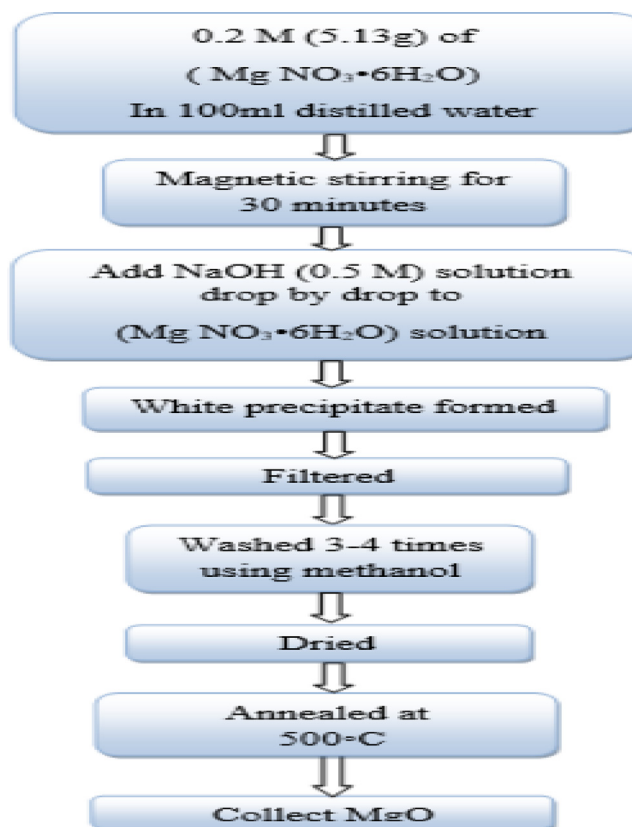 0.2 M (5.13g) of
( Mg NO₃•6H₂O)
In 100ml distilled water
Magnetic stirring for
30 minutes
Add NaOH (0.5 M) solution
drop by drop to
(Mg NO₃•6H₂O) solution
White precipitate formed
Filtered
Washed 3-4 times
using methanol
Dried
Annealed at
500◦C
Collect MgO